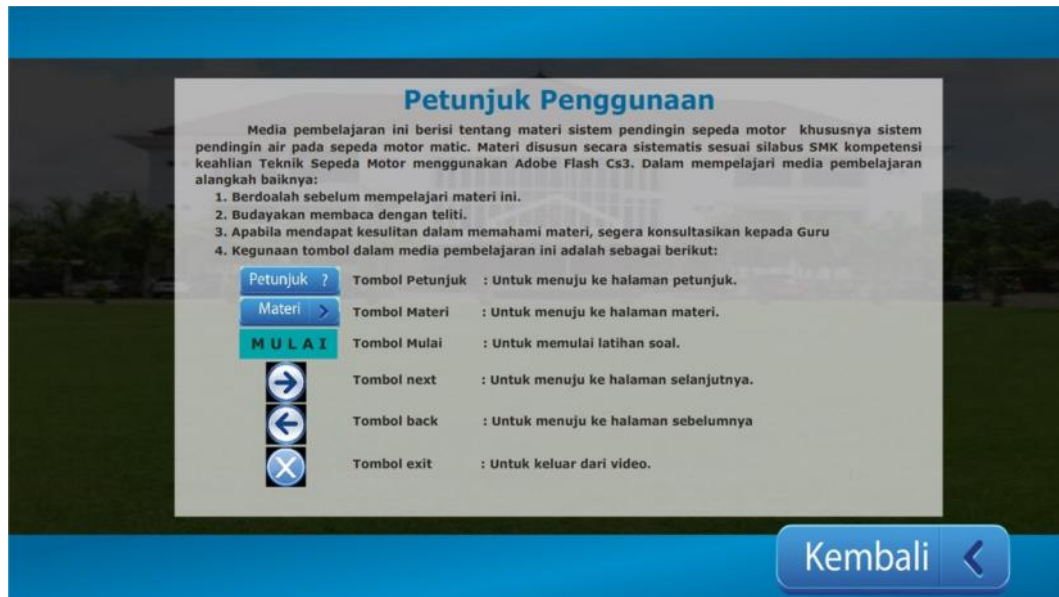 Petunjuk Penggunaan
Media pembelajaran ini berisi tentang materi sistem pendingin sepeda motor khususnya sistem
pendingin air pada sepeda motor matic. Materi disusun secara sistematis sesuai silabus SMK kompetensi
keahlian Teknik Sepeda Motor menggunakan Adobe Flash Cs3. Dalam mempelajari media pembelajaran
alangkah baiknya:
1. Berdoalah sebelum mempelajari materi ini.
2. Budayakan membaca dengan teliti.
3. Apabila mendapat kesulitan dalam memahami materi, segera konsultasikan kepada Guru
4. Kegunaan tombol dalam media pembelajaran ini adalah sebagai berikut:
Petunjuk ? Tombol Petunjuk : Untuk menuju ke halaman petunjuk.
Materi > Tombol Materi : Untuk menuju ke halaman materi.
MULAI Tombol Mulai : Untuk memulai latihan soal.
Tombol next : Untuk menuju ke halaman selanjutnya.
Tombol back : Untuk menuju ke halaman sebelumnya
Tombol exit : Untuk keluar dari video.
Kembali